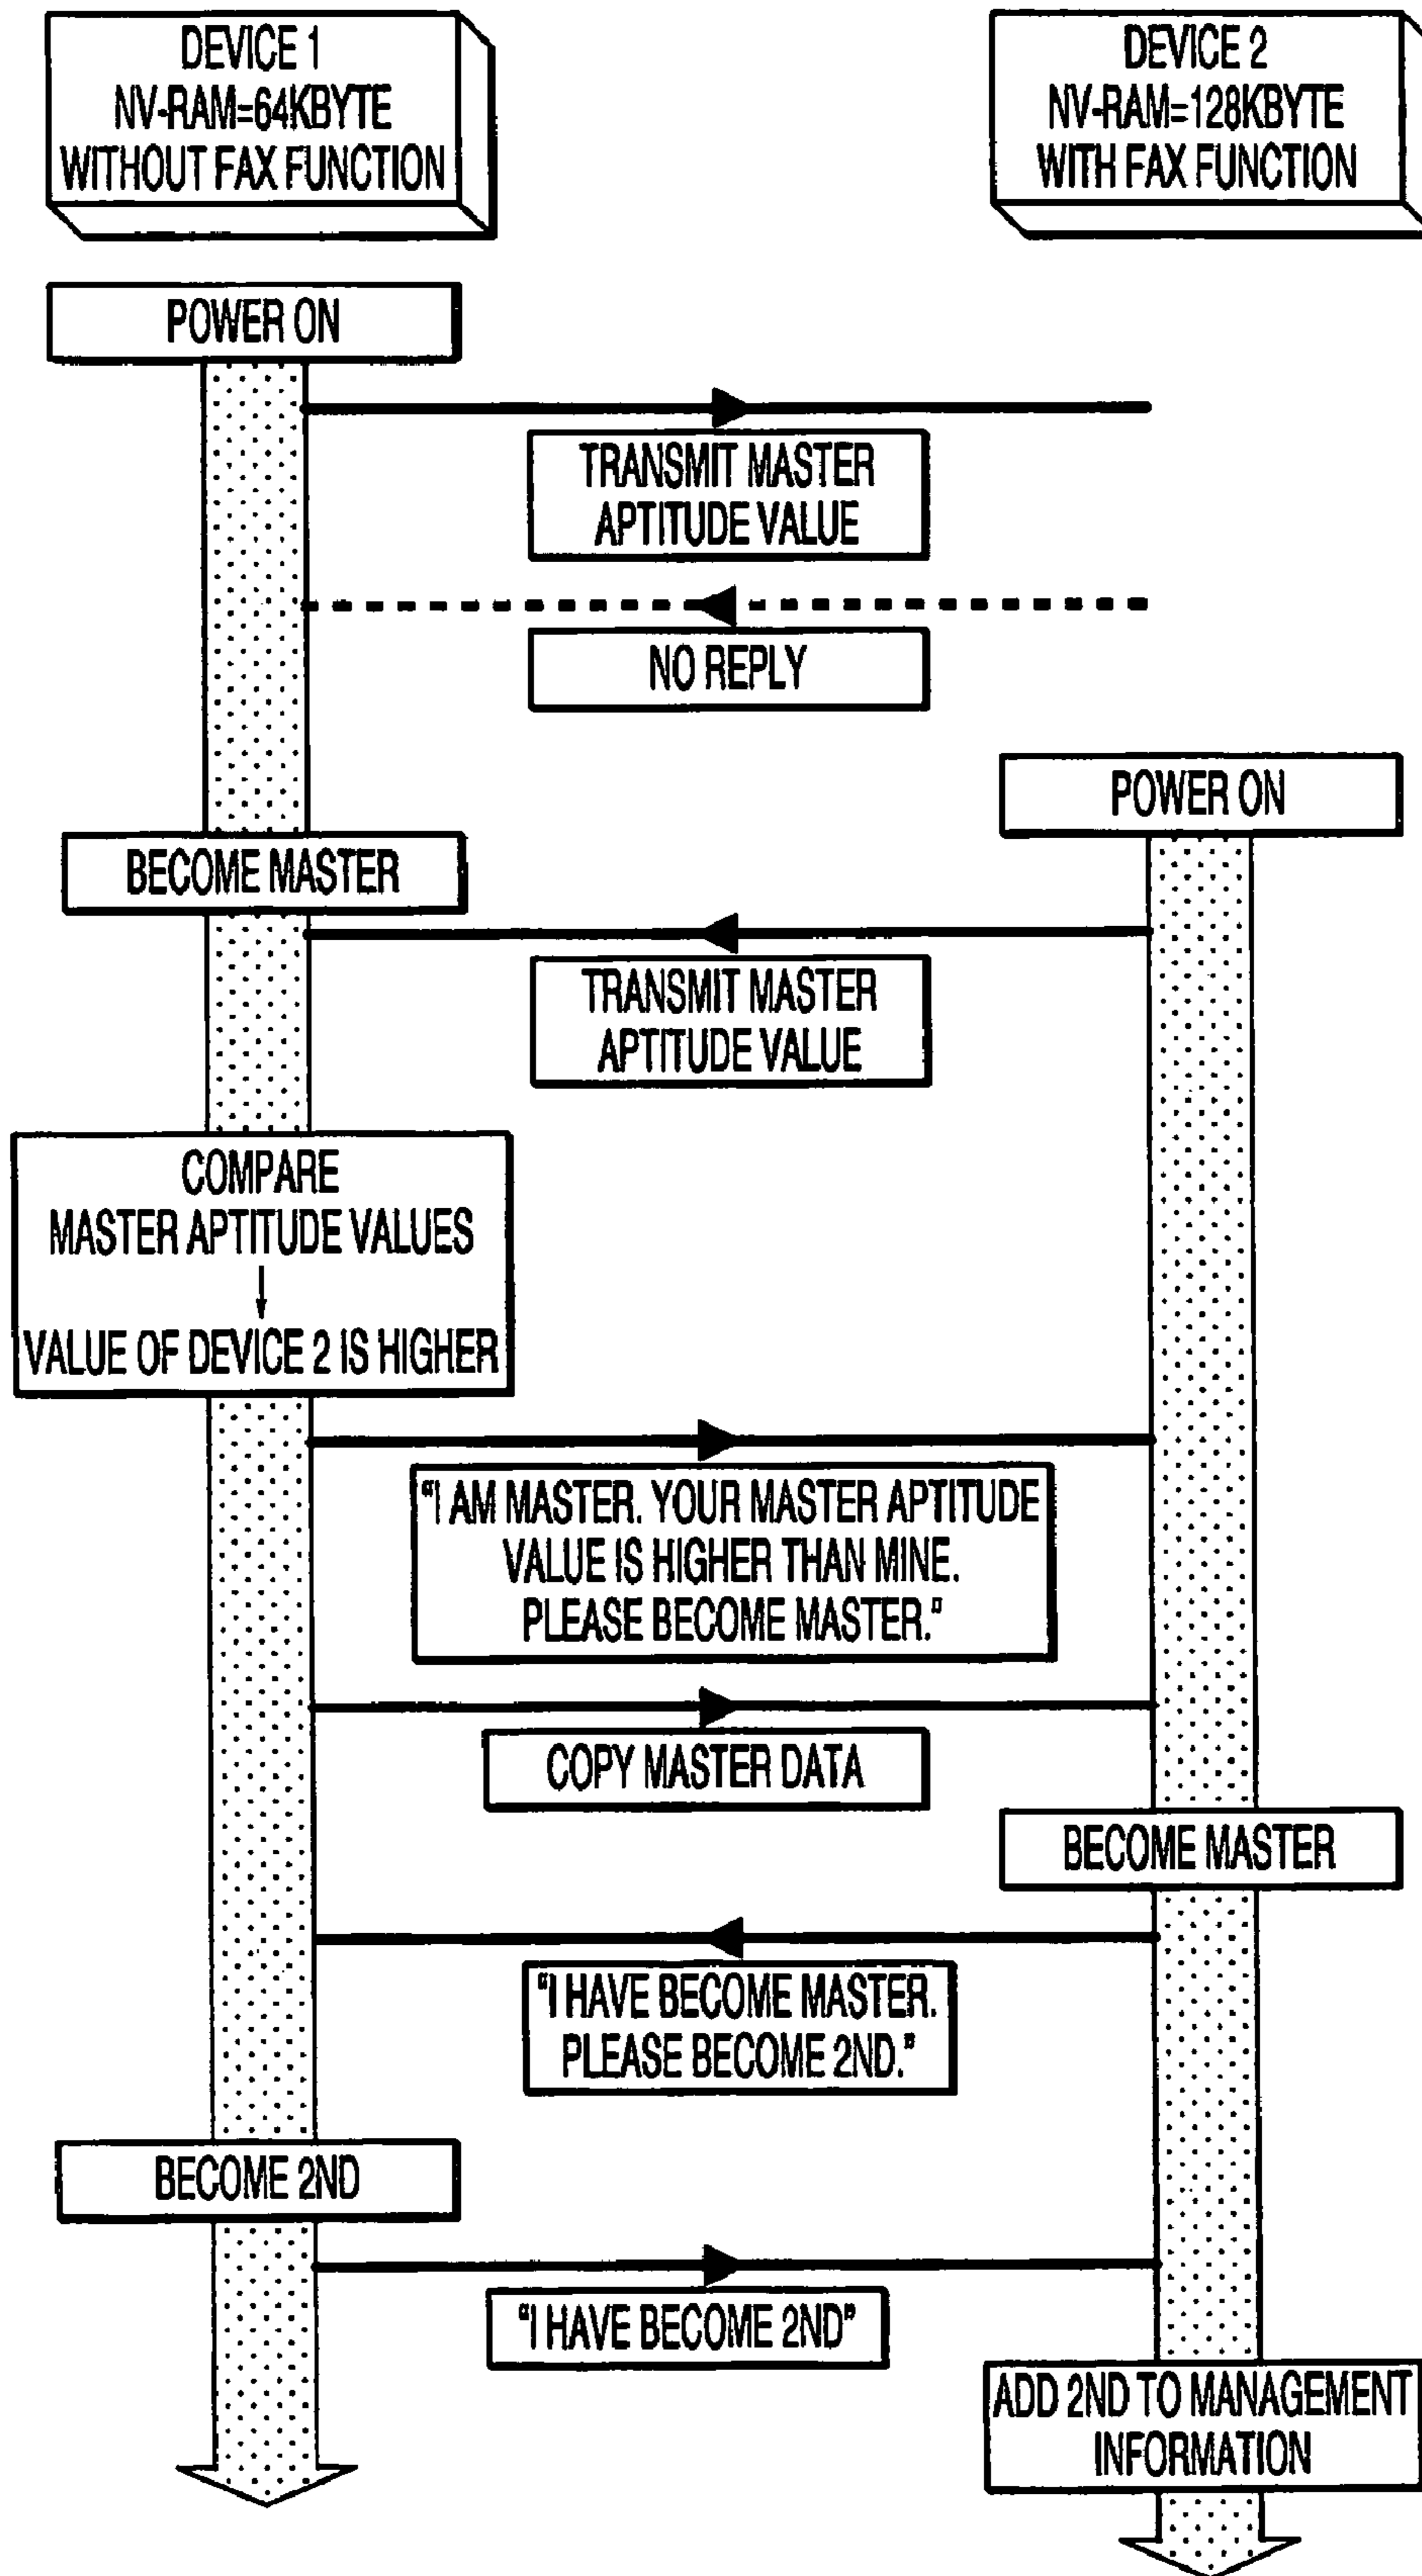 DEVICE 1
NV-RAM=64KBYTE
WITHOUT FAX FUNCTION
DEVICE 2
NV-RAM=128KBYTE
WITH FAX FUNCTION
POWER ON
TRANSMIT MASTER
APTITUDE VALUE
NO REPLY
POWER ON
BECOME MASTER
TRANSMIT MASTER
APTITUDE VALUE
COMPARE
MASTER APTITUDE VALUES
VALUE OF DEVICE 2 IS HIGHER
"I AM MASTER. YOUR MASTER APTITUDE
VALUE IS HIGHER THAN MINE.
PLEASE BECOME MASTER."
COPY MASTER DATA
BECOME MASTER
"I HAVE BECOME MASTER.
PLEASE BECOME 2ND."
BECOME 2ND
"I HAVE BECOME 2ND"
ADD 2ND TO MANAGEMENT
INFORMATION